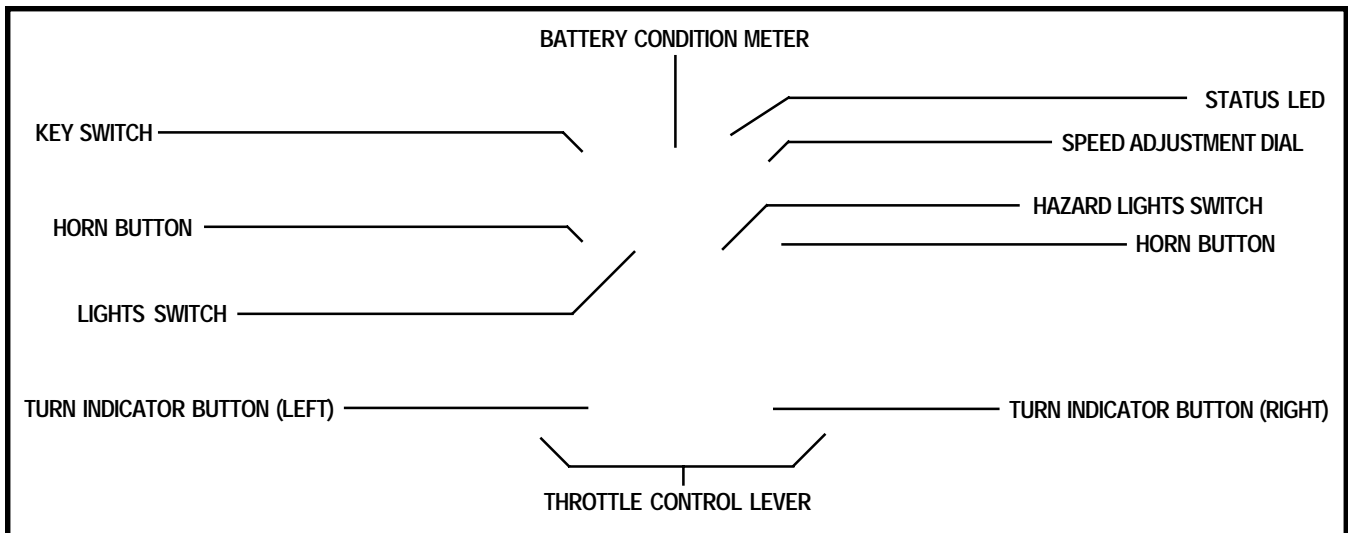 BATTERY CONDITION METER
STATUS LED
KEY SWITCH
SPEED ADJUSTMENT DIAL
HAZARD LIGHTS SWITCH
HORN BUTTON
HORN BUTTON
LIGHTS SWITCH
TURN INDICATOR BUTTON (LEFT)
TURN INDICATOR BUTTON (RIGHT)
THROTTLE CONTROL LEVER